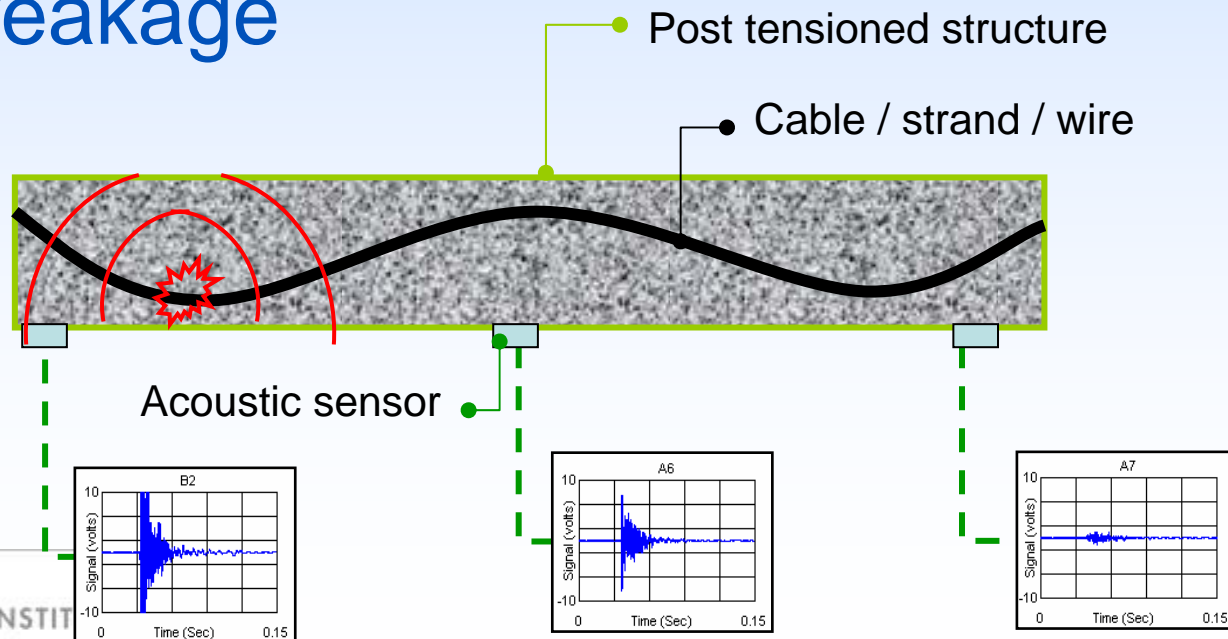 Post tensioned structure
Cable / strand / wire
Acoustic sensor
B2
10
Signal (volts)
-10
0 Time (Sec) 0.15
A6
10
Signal (volts)
-10
0 Time (Sec) 0.15
A7
10
Signal (volts)
-10
0 Time (Sec) 0.15